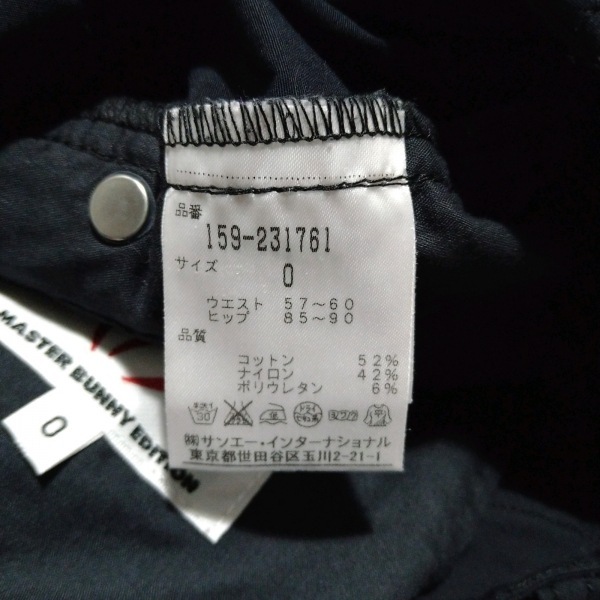 品番
159-231761
サイズ
0
ウエスト 57〜60
ヒップ 85〜90
品質
コットン 52%
ナイロン 42%
ポリウレタン 6%
㈱サンエー・インターナショナル
東京都世田谷区玉川2-21-1
MASTER BUNNY EDITION
0